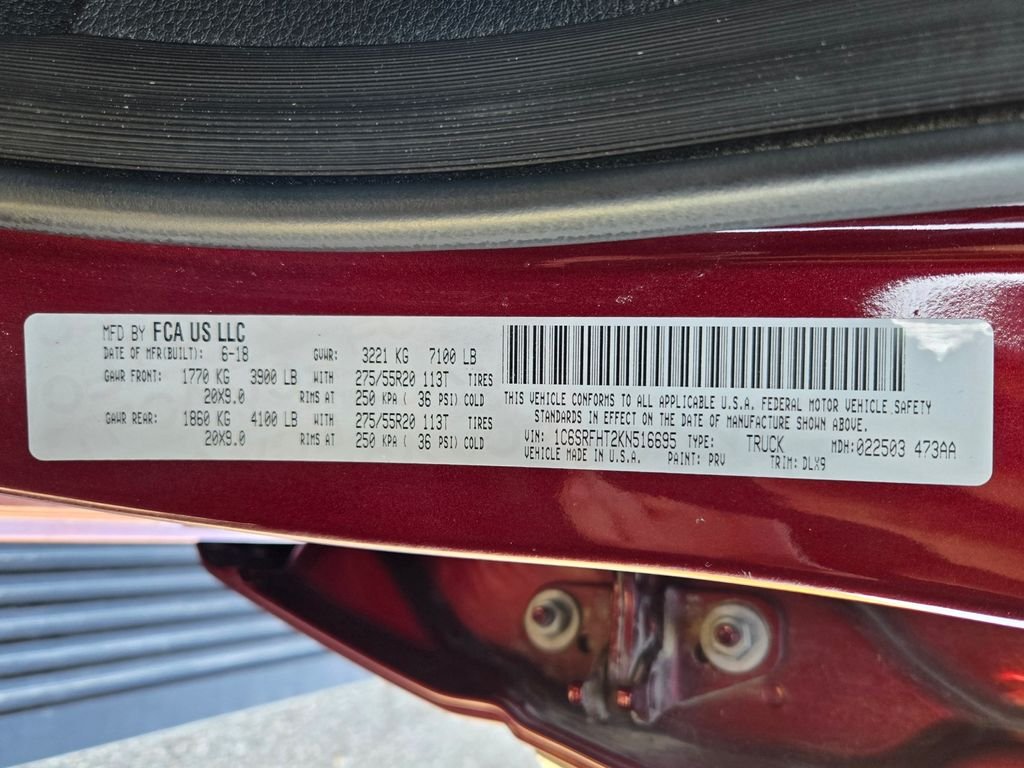 MFD BY FCA US LLC
DATE OF MFR(BUILT): 6-18 GVWR: 3221 KG 7100 LB
GAWR FRONT: 1770 KG 3900 LB WITH 275/55R20 113T TIRES
20X9.0 RIMS AT 250 KPA ( 36 PSI) COLD
GAWR REAR: 1860 KG 4100 LB WITH 275/55R20 113T TIRES
20X9.0 RIMS AT 250 KPA ( 36 PSI) COLD
THIS VEHICLE CONFORMS TO ALL APPLICABLE U.S.A. FEDERAL MOTOR VEHICLE SAFETY
STANDARDS IN EFFECT ON THE DATE OF MANUFACTURE SHOWN ABOVE.
VIN: 1C6SRFHT2KN516695 TYPE: TRUCK MDH:022503 473AA
VEHICLE MADE IN U.S.A. PAINT: PRV TRIM: DLX9